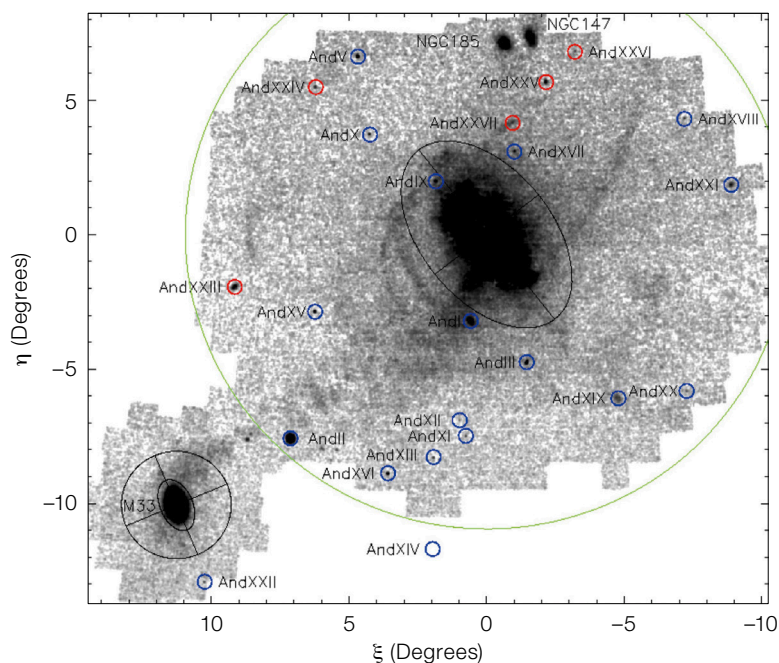 NGC147
NGC185
AndXXVI
AndV
AndXXV
AndXXIV
5
AndXXVII
AndXVIII
AndX
AndXVII
AndIX
AndXXI
0
AndXXIII
AndXV
AndI
AndIII
−5
AndXIX
AndXX
AndXII
AndXI
AndII
AndXIII
AndXVI
M33
−10
AndXIV
AndXXII
10
5
0
−5
−10
ξ (Degrees)
η (Degrees)